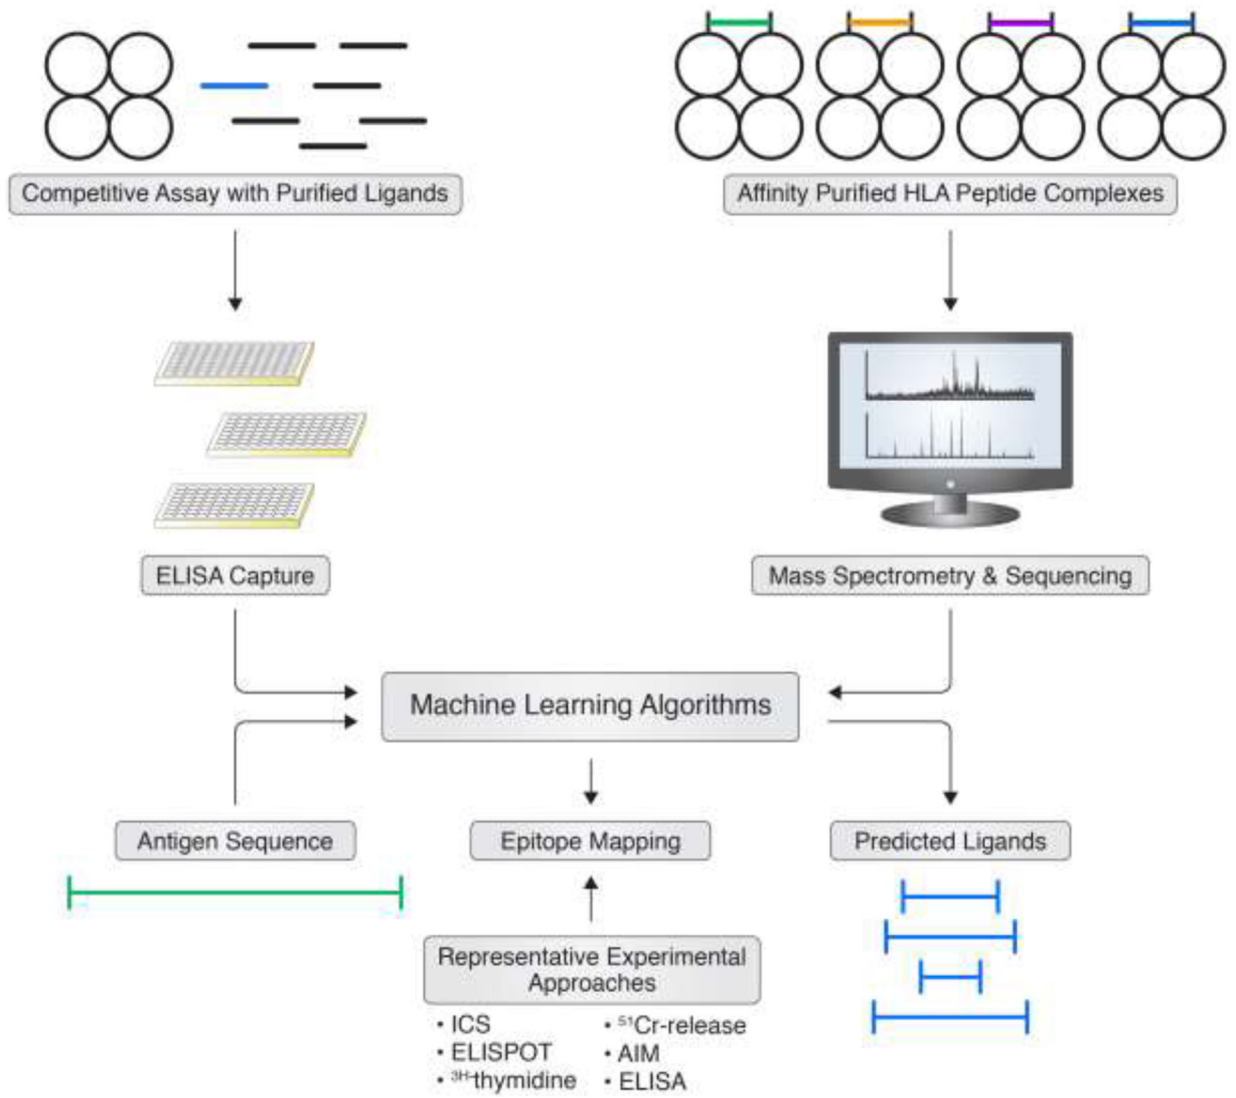 Competitive Assay with Purified Ligands
Affinity Purified HLA Peptide Complexes
ELISA Capture
Mass Spectrometry & Sequencing
Machine Learning Algorithms
Antigen Sequence
Epitope Mapping
Predicted Ligands
Representative Experimental
Approaches
• ICS
• ELISPOT
• ³ᴴ-thymidine
• ⁵¹Cr-release
• AIM
• ELISA